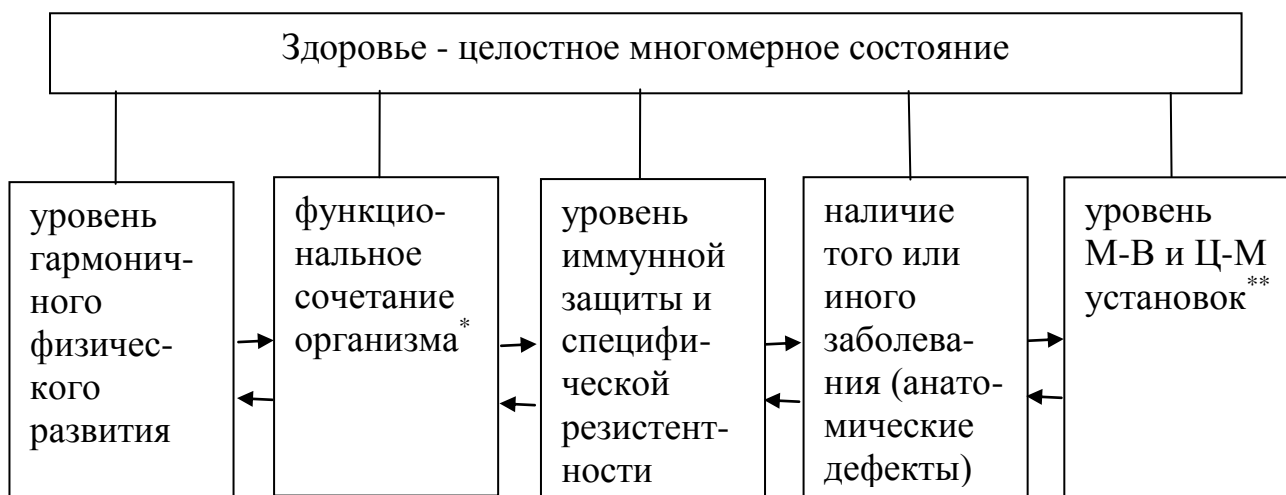 Здоровье - целостное многомерное состояние
уровень
гармонич-
ного
физичес-
кого
развития
функцио-
нальное
сочетание
организма*
уровень
иммунной
защиты и
специфи-
ческой
резистент-
ности
наличие
того или
иного
заболева-
ния (анато-
мические
дефекты)
уровень
М-В и Ц-М
установок**